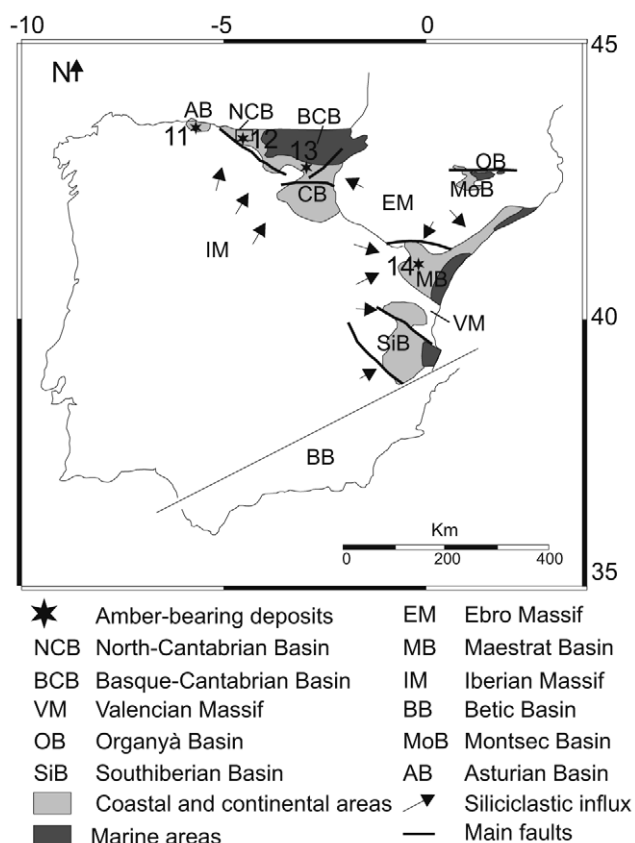 -10 -5 0
45
N
AB NCB BCB
11 12
13
OB
CB EM MoB
IM
14 MB
40
VM
SiB
BB
Km
0 200 400
35
Amber-bearing deposits EM Ebro Massif
NCB North-Cantabrian Basin MB Maestrat Basin
BCB Basque-Cantabrian Basin IM Iberian Massif
VM Valencian Massif BB Betic Basin
OB Organyà Basin MoB Montsec Basin
SiB Southiberian Basin AB Asturian Basin
Coastal and continental areas Siliciclastic influx
Marine areas Main faults